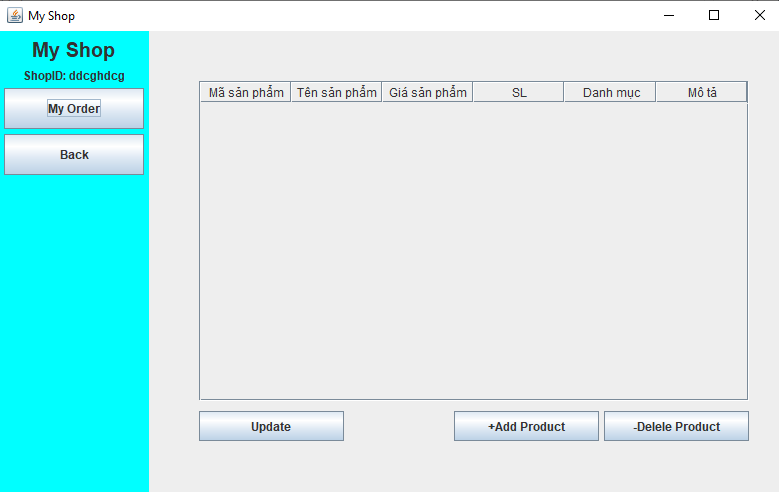 My Shop
My Shop
ShopID: ddcghdcg
My Order
Back
Mã sản phẩm Tên sản phẩm Giá sản phẩm SL Danh mục Mô tả
Update +Add Product -Delele Product